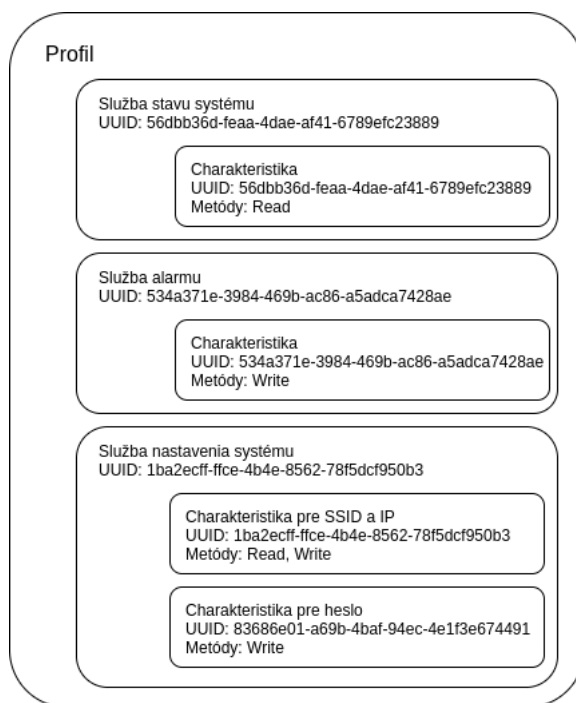 Profil
Služba stavu systému
UUID: 56dbb36d-feaa-4dae-af41-6789efc23889
Charakteristika
UUID: 56dbb36d-feaa-4dae-af41-6789efc23889
Metódy: Read
Služba alarmu
UUID: 534a371e-3984-469b-ac86-a5adca7428ae
Charakteristika
UUID: 534a371e-3984-469b-ac86-a5adca7428ae
Metódy: Write
Služba nastavenia systému
UUID: 1ba2ecff-ffce-4b4e-8562-78f5dcf950b3
Charakteristika pre SSID a IP
UUID: 1ba2ecff-ffce-4b4e-8562-78f5dcf950b3
Metódy: Read, Write
Charakteristika pre heslo
UUID: 83686e01-a69b-4baf-94ec-4e1f3e674491
Metódy: Write